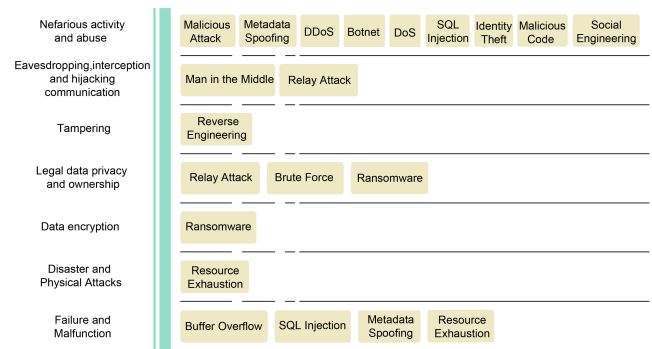 Nefarious activity
and abuse
Malicious
Attack
Metadata
Spoofing
DDoS
Botnet
DoS
SQL
Injection
Identity
Theft
Malicious
Code
Social
Engineering
Eavesdropping,interception
and hijacking
communication
Man in the Middle
Relay Attack
Tampering
Reverse
Engineering
Legal data privacy
and ownership
Relay Attack
Brute Force
Ransomware
Data encryption
Ransomware
Disaster and
Physical Attacks
Resource
Exhaustion
Failure and
Malfunction
Buffer Overflow
SQL Injection
Metadata
Spoofing
Resource
Exhaustion